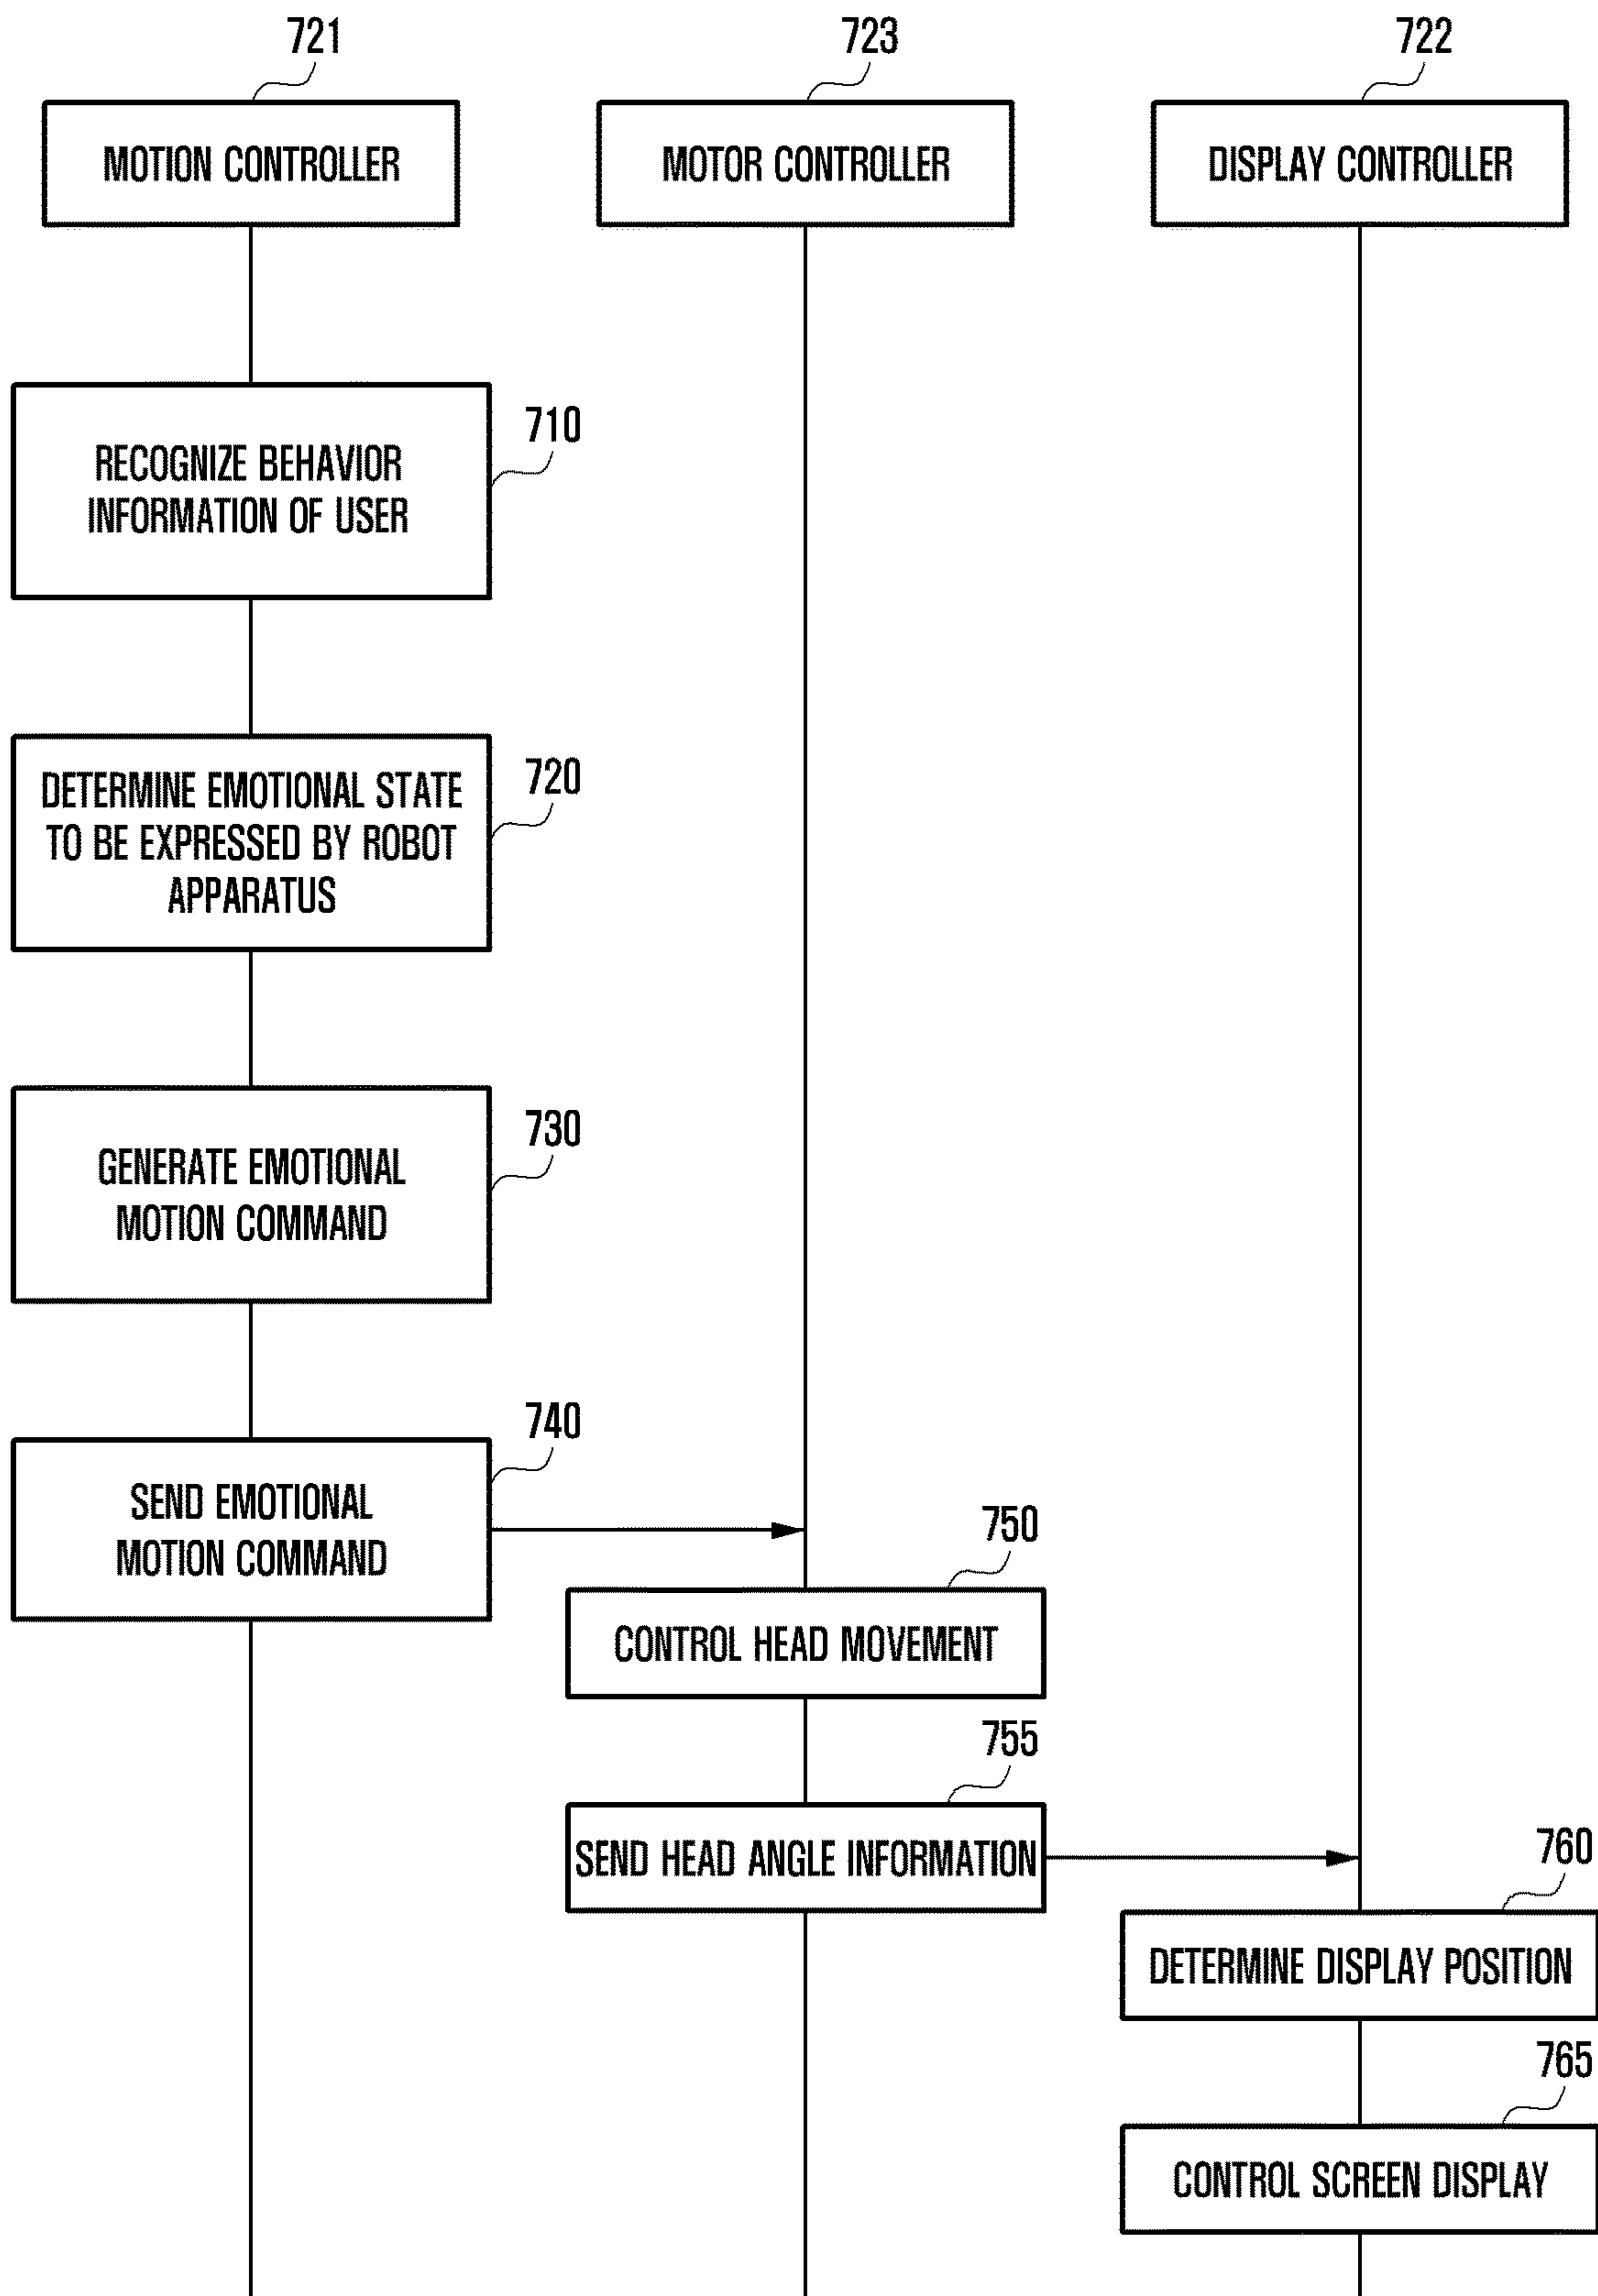 721
723
722
MOTION CONTROLLER
MOTOR CONTROLLER
DISPLAY CONTROLLER
710
RECOGNIZE BEHAVIOR
INFORMATION OF USER
720
DETERMINE EMOTIONAL STATE
TO BE EXPRESSED BY ROBOT
APPARATUS
730
GENERATE EMOTIONAL
MOTION COMMAND
740
SEND EMOTIONAL
MOTION COMMAND
750
CONTROL HEAD MOVEMENT
755
SEND HEAD ANGLE INFORMATION
760
DETERMINE DISPLAY POSITION
765
CONTROL SCREEN DISPLAY